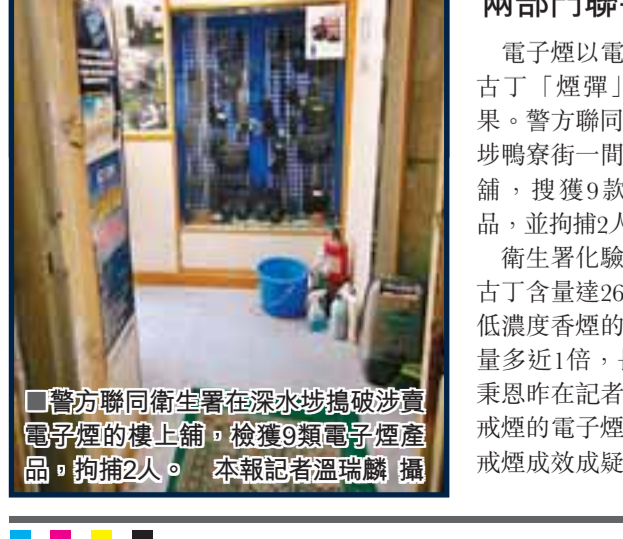 ■警方聯同衛生署在深水埗搗破涉賣
電子煙的樓上舖，檢獲9類電子煙產
品，拘捕2人。 本報記者溫瑞麟 攝
兩部門聯
電子煙以電
古丁「煙彈」
果。警方聯同
埗鴨寮街一間
舖，搜獲9款
品，並拘捕2人
衛生署化驗
古丁含量達26
低濃度香煙的
量多近1倍，
秉恩昨在記者
戒煙的電子煙
戒煙成效成疑